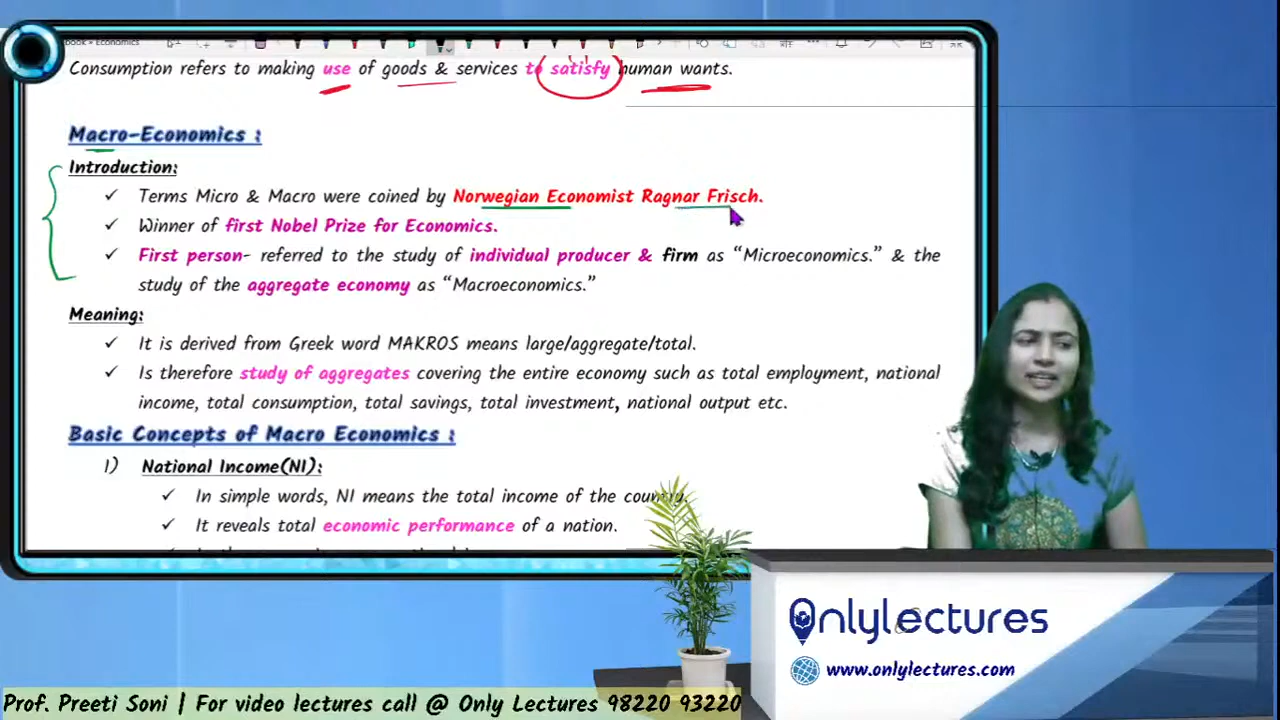 Economics
Consumption refers to making use of goods & services to satisfy human wants.
Macro-Economics :
Introduction:
✓ Terms Micro & Macro were coined by Norwegian Economist Ragnar Frisch.
✓ Winner of first Nobel Prize for Economics.
✓ First person- referred to the study of individual producer & firm as “Microeconomics.” & the
study of the aggregate economy as “Macroeconomics.”
Meaning:
✓ It is derived from Greek word MAKROS means large/aggregate/total.
✓ Is therefore study of aggregates covering the entire economy such as total employment, national
income, total consumption, total savings, total investment, national output etc.
Basic Concepts of Macro Economics :
1) National Income(NI):
✓ In simple words, NI means the total income of the country.
✓ It reveals total economic performance of a nation.
Onlylectures
www.onlylectures.com
Prof. Preeti Soni | For video lectures call @ Only Lectures 98220 93220